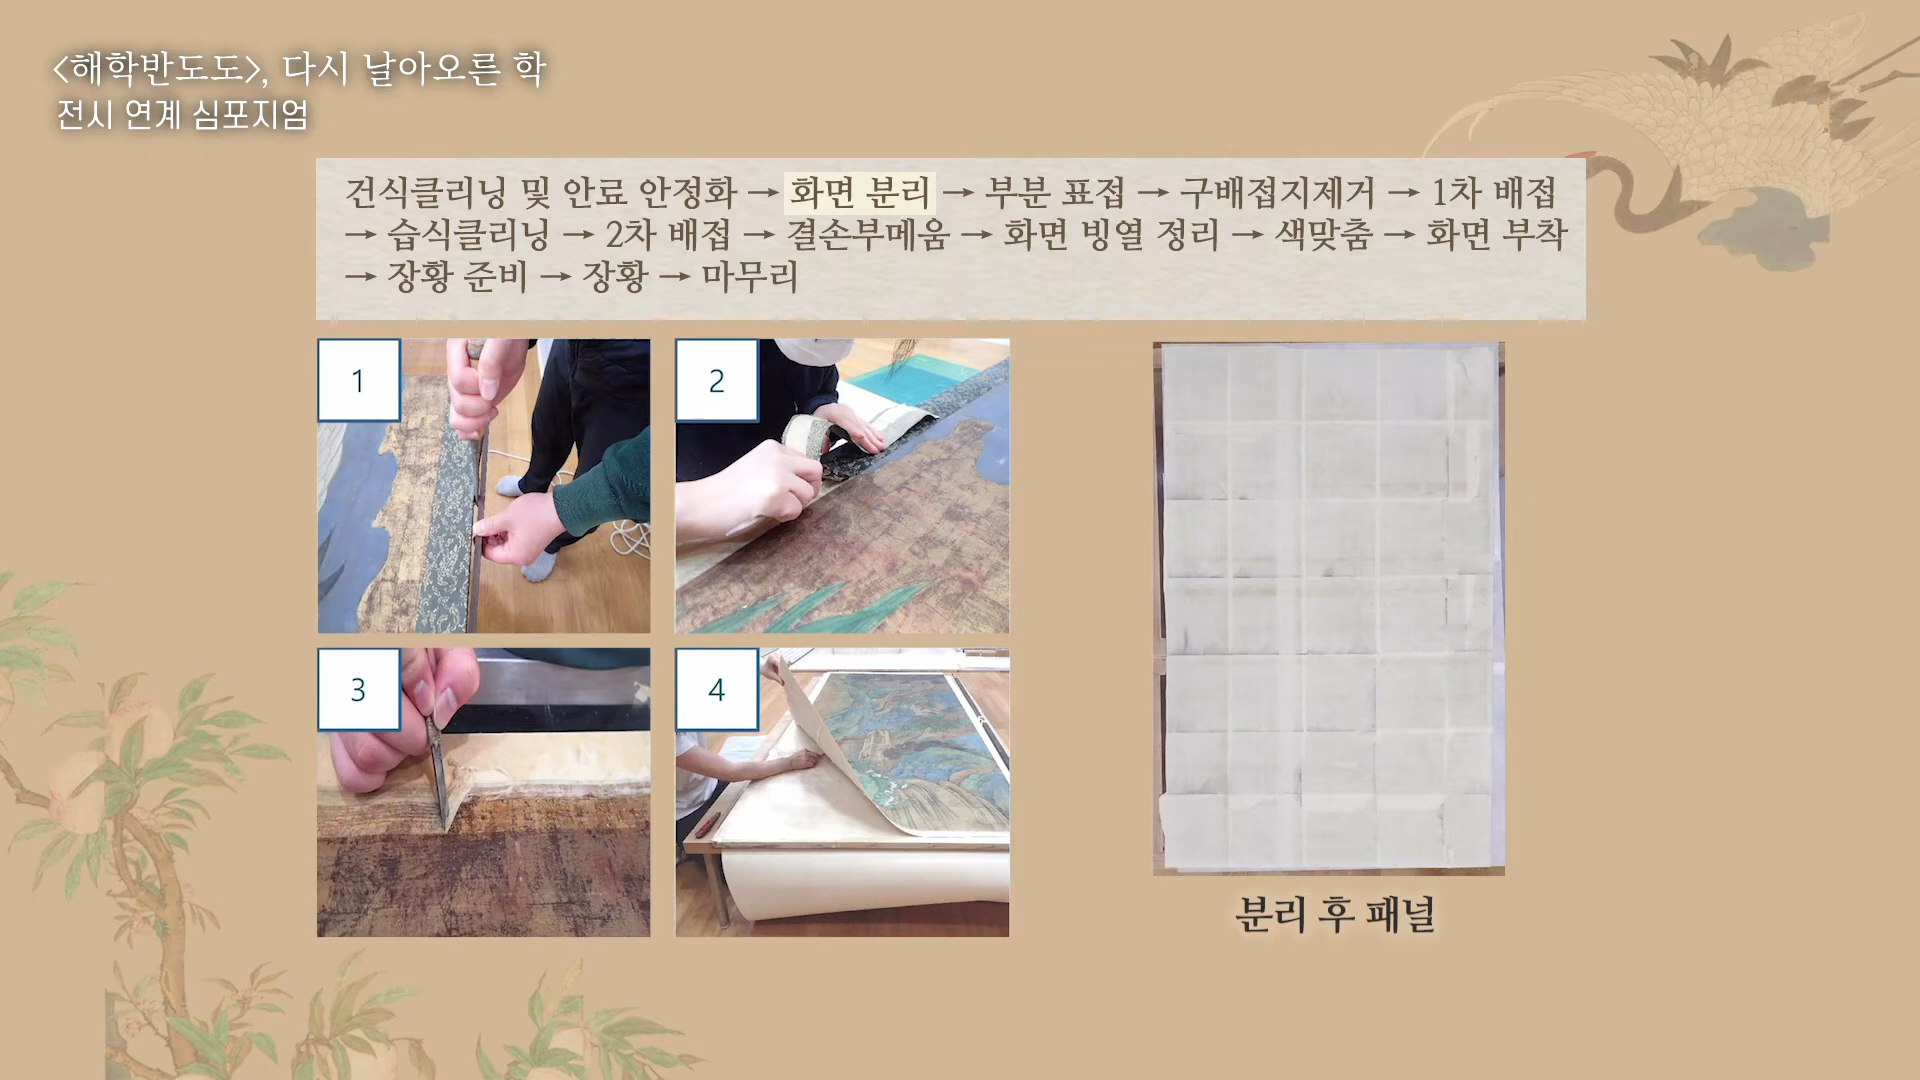 <해학반도도>, 다시 날아오른 학
전시 연계 심포지엄
건식클리닝 및 안료 안정화 → 화면 분리 → 부분 표접 → 구배접지제거 → 1차 배접
→ 습식클리닝 → 2차 배접 → 결손부메움 → 화면 빙열 정리 → 색맞춤 → 화면 부착
→ 장황 준비 → 장황 → 마무리
1
2
3
4
분리 후 패널